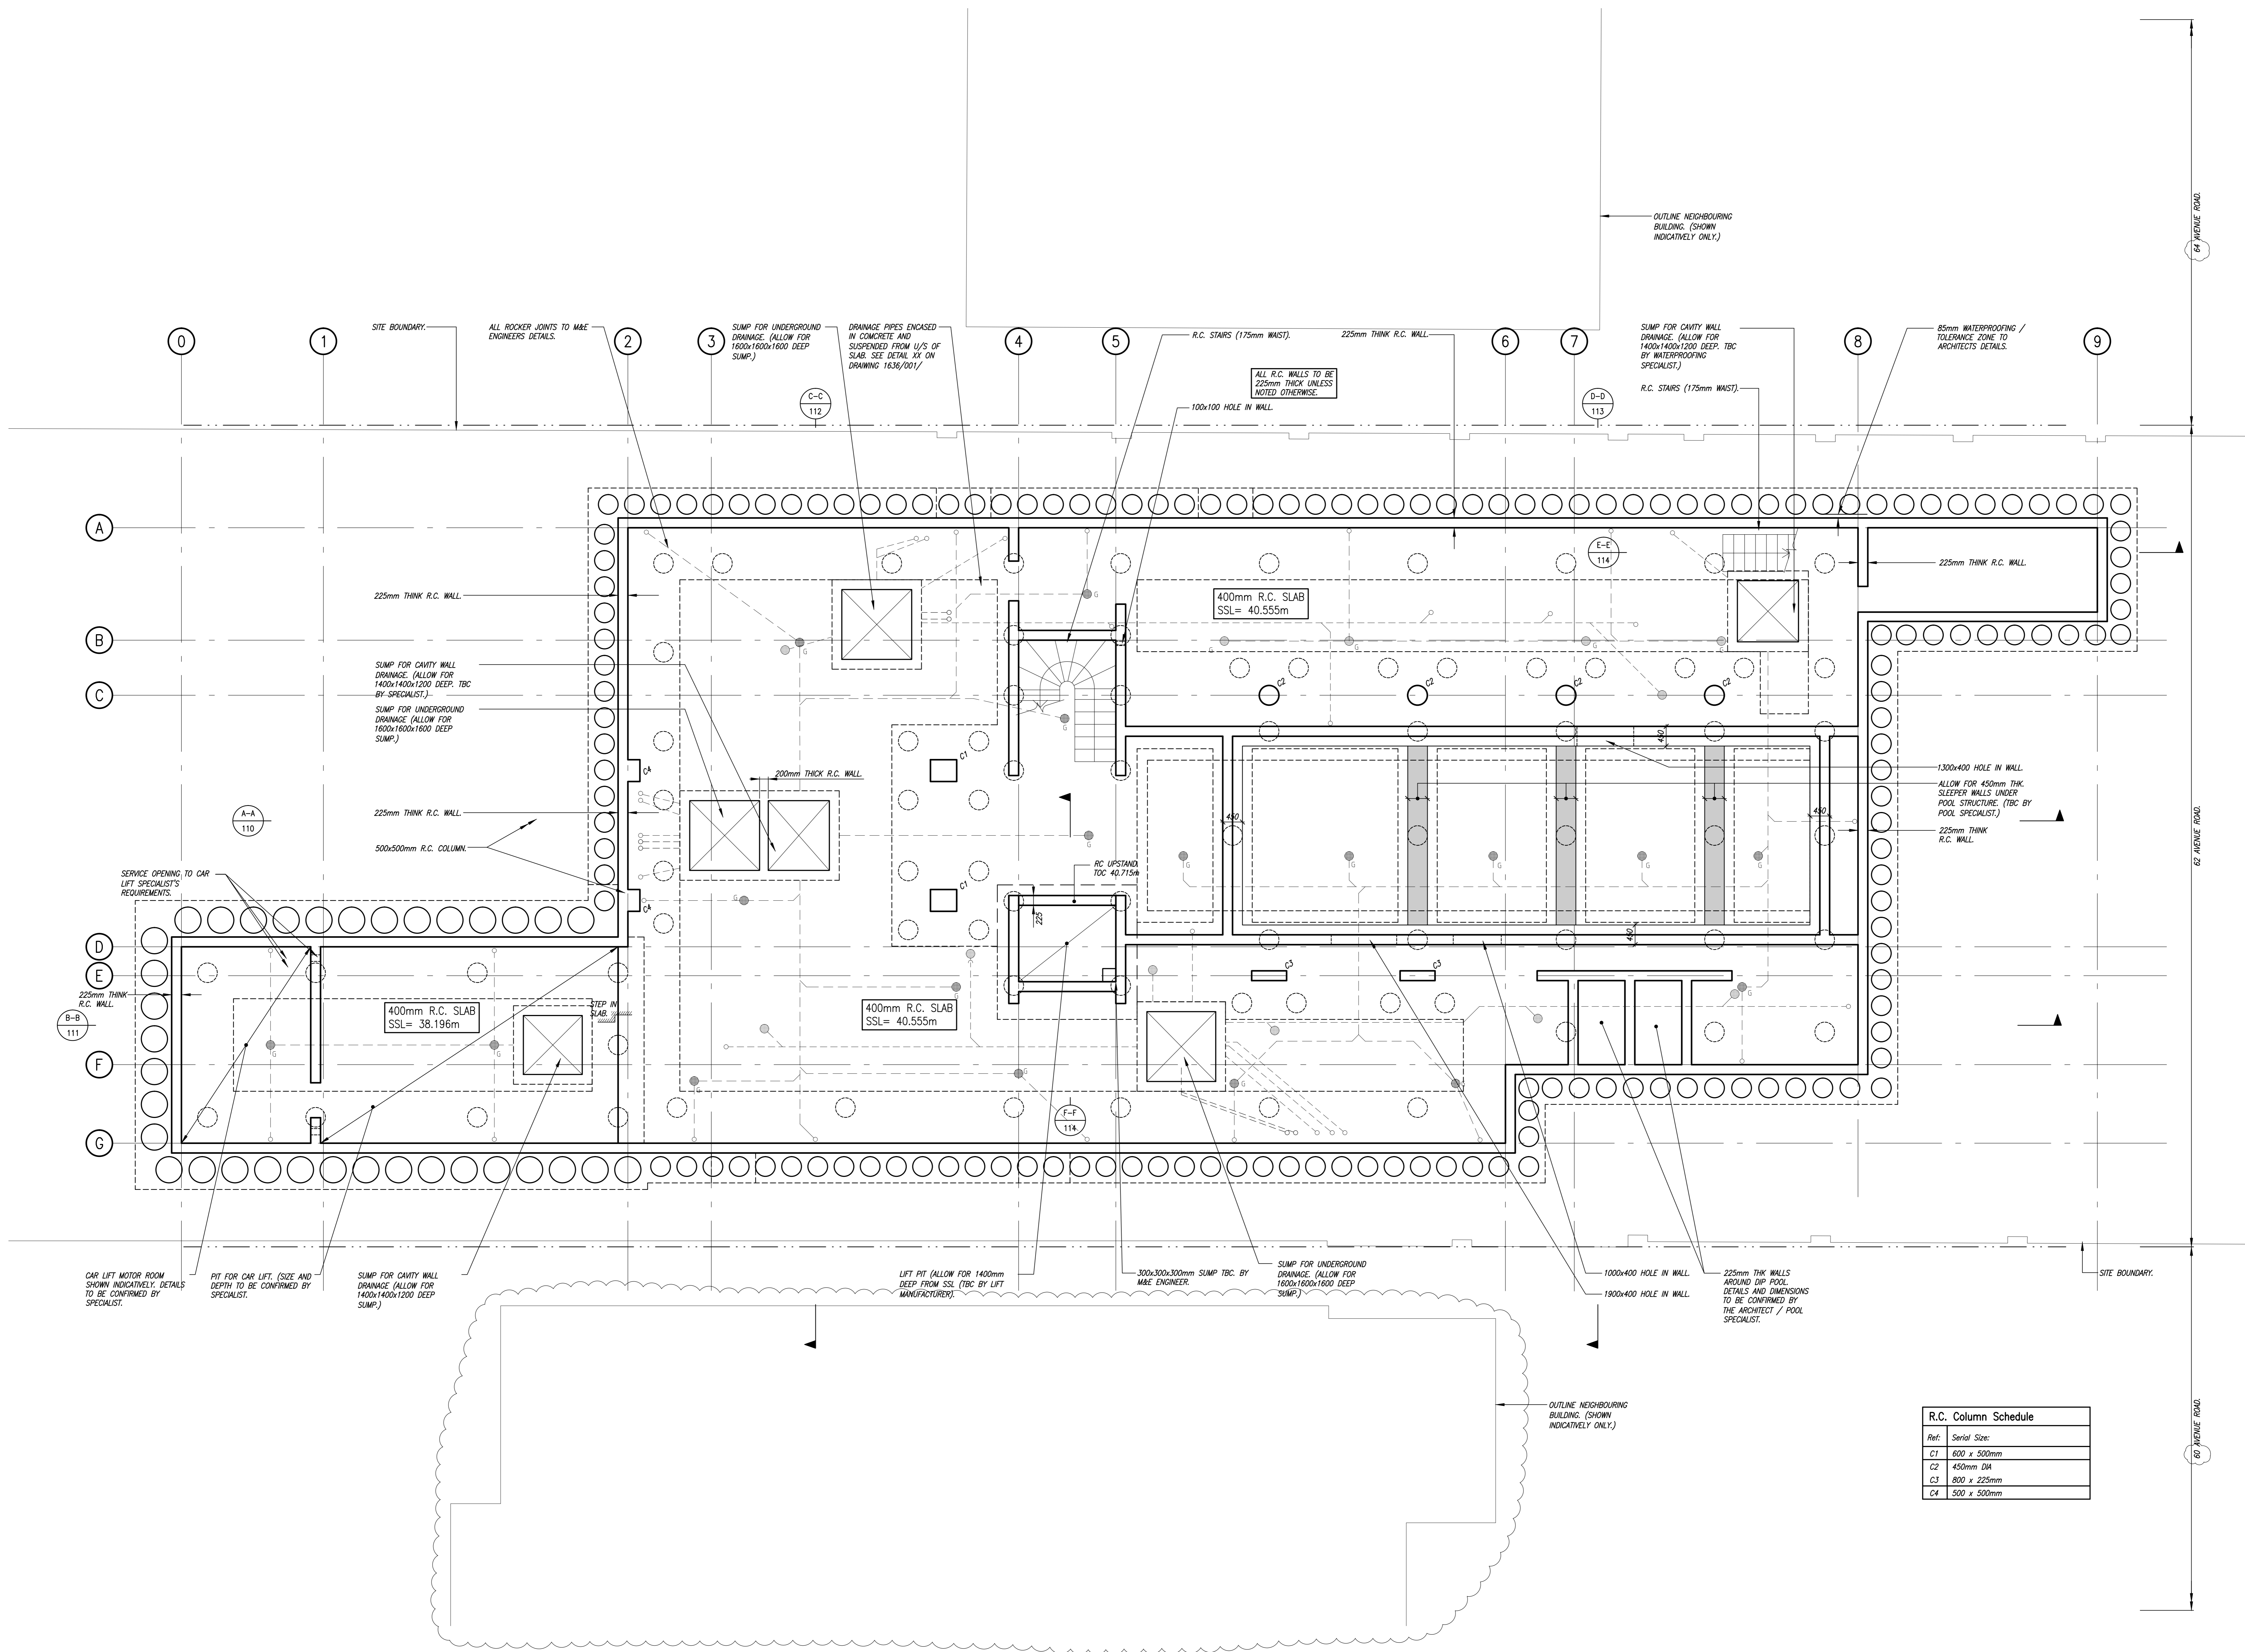 OUTLINE NEIGHBOURING
BUILDING. (SHOWN
INDICATIVELY ONLY.)
64 AVENUE ROAD.
0
1
2
3
4
5
6
7
8
9
SITE BOUNDARY.
ALL ROCKER JOINTS TO M&E
ENGINEERS DETAILS.
SUMP FOR UNDERGROUND
DRAINAGE. (ALLOW FOR
1600x1600x1600 DEEP
SUMP.)
DRAINAGE PIPES ENCASED
IN COMCRETE AND
SUSPENDED FROM U/S OF
SLAB. SEE DETAIL XX ON
DRAIWING 1636/001/
R.C. STAIRS (175mm WAIST).
225mm THINK R.C. WALL.
ALL R.C. WALLS TO BE
225mm THICK UNLESS
NOTED OTHERWISE.
100x100 HOLE IN WALL.
SUMP FOR CAVITY WALL
DRAINAGE. (ALLOW FOR
1400x1400x1200 DEEP. TBC
BY WATERPROOFING
SPECIALIST.)
R.C. STAIRS (175mm WAIST).
85mm WATERPROOFING /
TOLERANCE ZONE TO
ARCHITECTS DETAILS.
C-C
112
D-D
113
A
E-E
114
225mm THINK R.C. WALL.
225mm THINK R.C. WALL.
400mm R.C. SLAB
SSL= 40.555m
G
B
G
G
G
G
G
SUMP FOR CAVITY WALL
DRAINAGE. (ALLOW FOR
1400x1400x1200 DEEP. TBC
BY SPECIALIST.)
C
C2
C2
C2
C2
SUMP FOR UNDERGROUND
DRAINAGE (ALLOW FOR
1600x1600x1600 DEEP
SUMP.)
G
450
C4
C1
200mm THICK R.C. WALL.
1300x400 HOLE IN WALL.
ALLOW FOR 450mm THK.
SLEEPER WALLS UNDER
POOL STRUCTURE. (TBC BY
POOL SPECIALIST.)
225mm THINK R.C. WALL.
450
450
A-A
110
225mm THINK
R.C. WALL.
62 AVENUE ROAD.
500x500mm R.C. COLUMN.
G
G
G
G
G
G
SERVICE OPENING TO CAR
LIFT SPECIALIST'S
REQUIREMENTS.
RC UPSTAND.
TOC 40.715m
C4
G
C1
225
450
D
E
C3
C3
225mm THINK
R.C. WALL.
B-B
111
400mm R.C. SLAB
SSL= 38.196m
STEP IN
SLAB.
400mm R.C. SLAB
SSL= 40.555m
G
G
G
G
F
G
G
G
G
F-F
114
G
CAR LIFT MOTOR ROOM
SHOWN INDICATIVELY. DETAILS
TO BE CONFIRMED BY
SPECIALIST.
PIT FOR CAR LIFT. (SIZE AND
DEPTH TO BE CONFIRMED BY
SPECIALIST.
SUMP FOR CAVITY WALL
DRAINAGE (ALLOW FOR
1400x1400x1200 DEEP
SUMP.)
LIFT PIT (ALLOW FOR 1400mm
DEEP FROM SSL (TBC BY LIFT
MANUFACTURER).
300x300x300mm SUMP TBC. BY
M&E ENGINEER.
SUMP FOR UNDERGROUND
DRAINAGE. (ALLOW FOR
1600x1600x1600 DEEP
SUMP.)
1000x400 HOLE IN WALL.
1900x400 HOLE IN WALL.
225mm THK WALLS
AROUND DIP POOL.
DETAILS AND DIMENSIONS
TO BE CONFIRMED BY
THE ARCHITECT / POOL
SPECIALIST.
SITE BOUNDARY.
OUTLINE NEIGHBOURING
BUILDING. (SHOWN
INDICATIVELY ONLY.)
60 AVENUE ROAD.
R.C. Column Schedule
Ref: Serial Size:
C1 600 x 500mm
C2 450mm DIA
C3 800 x 225mm
C4 500 x 500mm